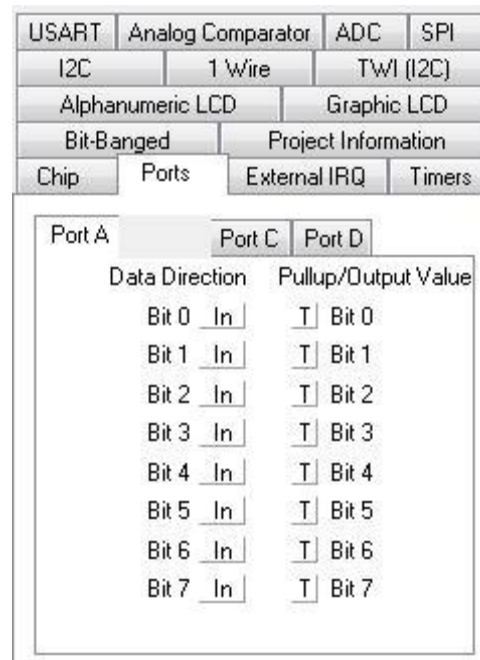 USART Analog Comparator ADC SPI
I2C 1 Wire TWI (I2C)
Alphanumeric LCD Graphic LCD
Bit-Banged Project Information
Chip Ports External IRQ Timers
Port A Port C Port D
Data Direction Pullup/Output Value
Bit 0 In T Bit 0
Bit 1 In T Bit 1
Bit 2 In T Bit 2
Bit 3 In T Bit 3
Bit 4 In T Bit 4
Bit 5 In T Bit 5
Bit 6 In T Bit 6
Bit 7 In T Bit 7